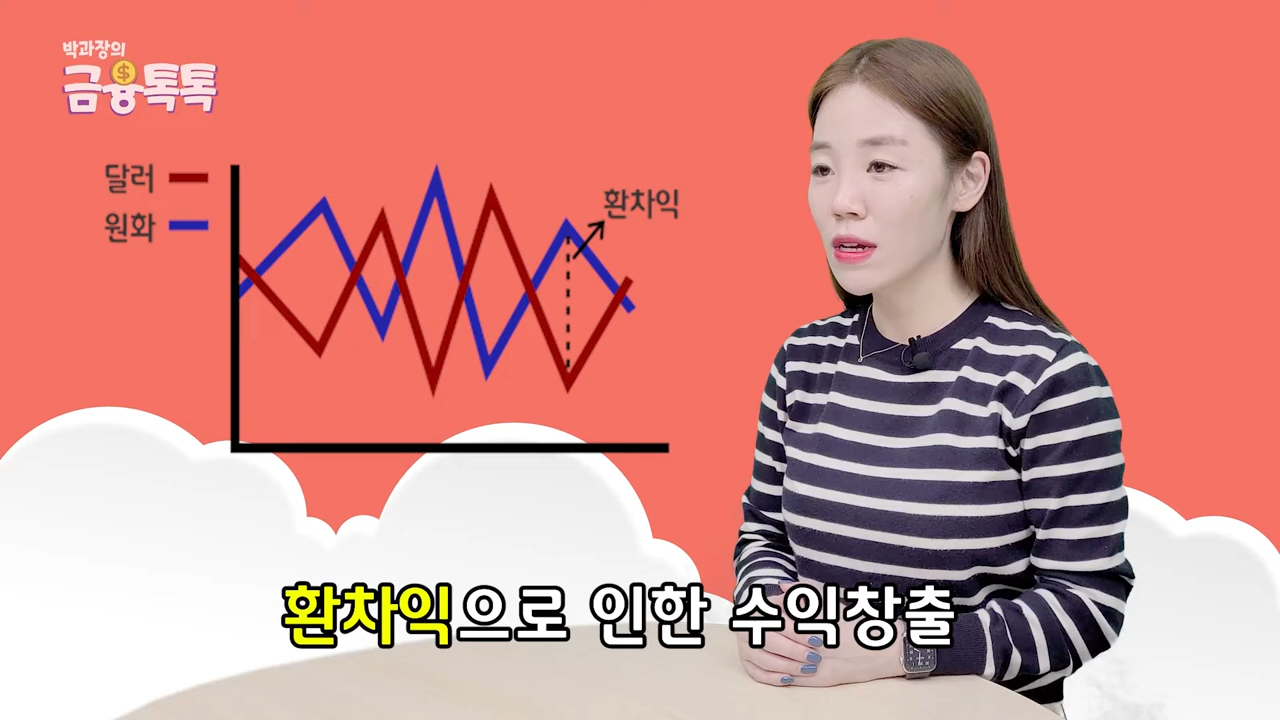 박과장의
금융톡톡
달러
원화
환차익
환차익으로 인한 수익창출